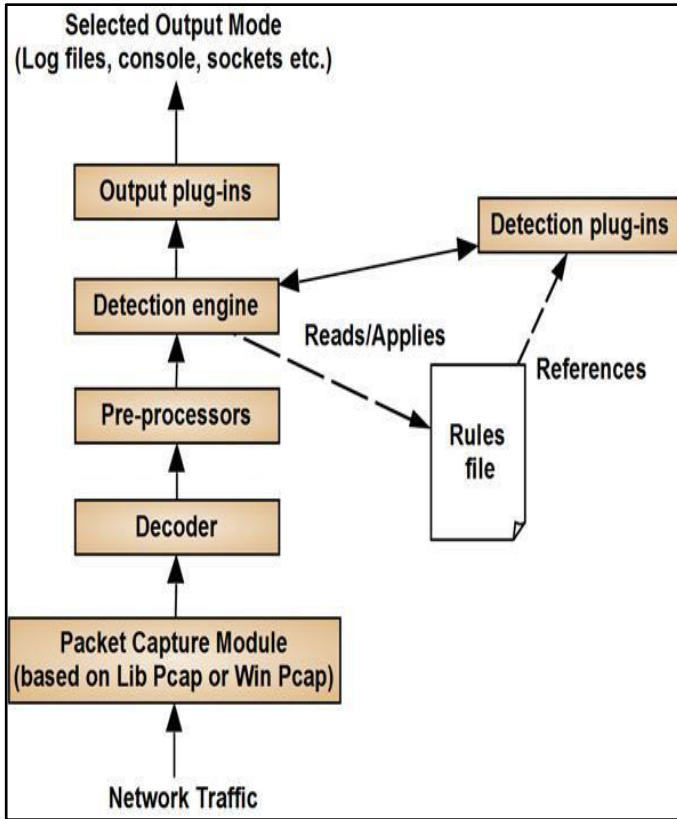 Selected Output Mode
(Log files, console, sockets etc.)
Output plug-ins
Detection plug-ins
Detection engine
Reads/Applies
References
Pre-processors
Rules
file
Decoder
Packet Capture Module
(based on Lib Pcap or Win Pcap)
Network Traffic